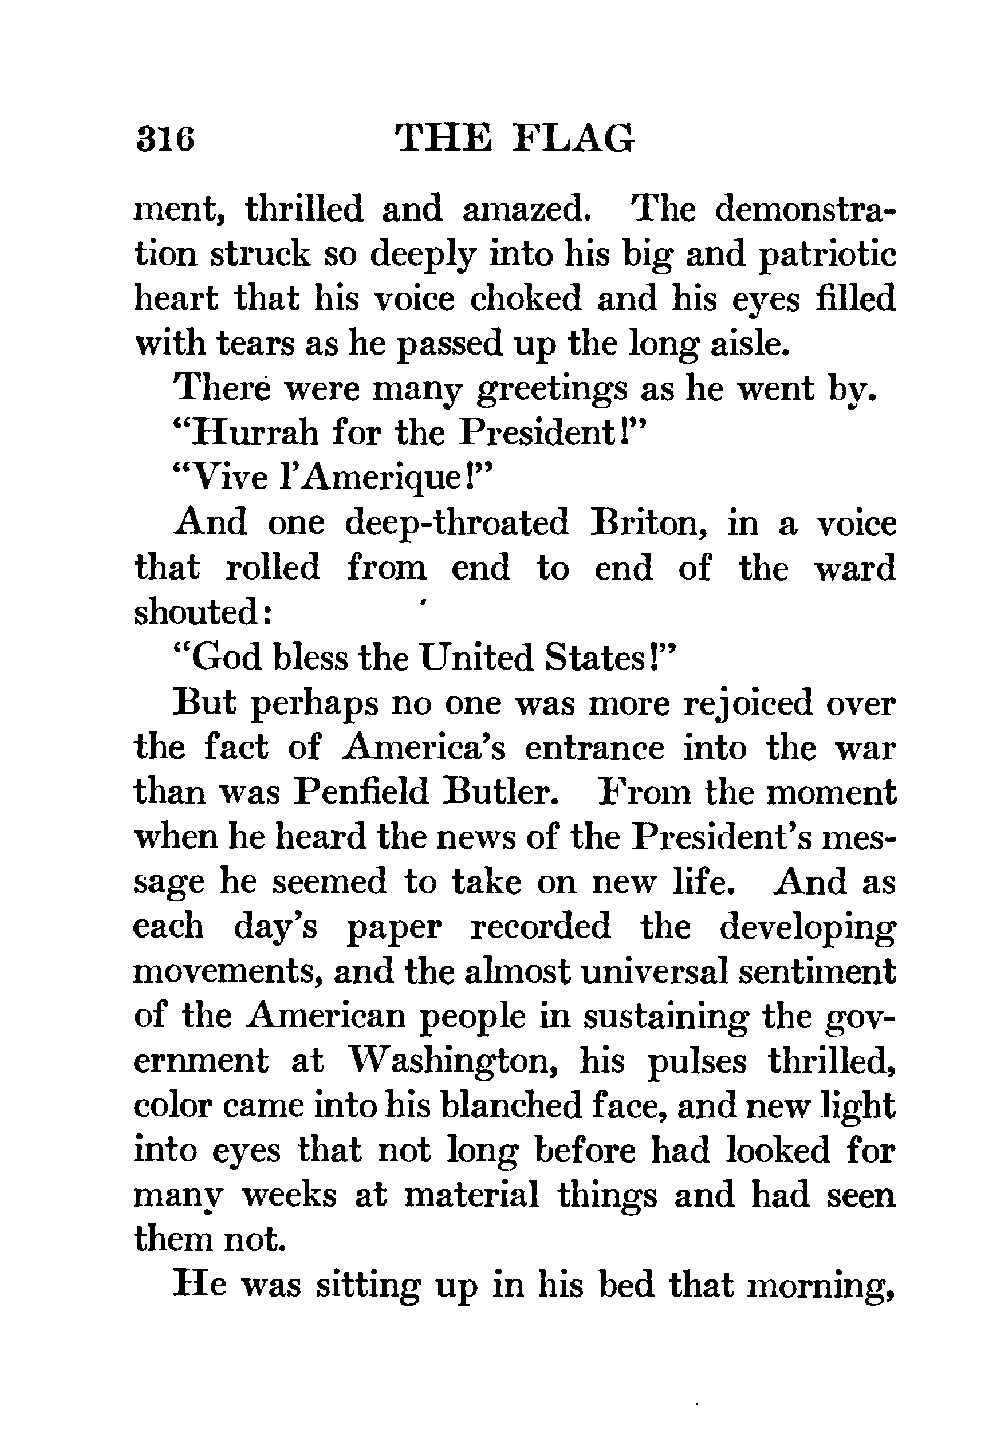 316 THE FLAG
ment, thrilled and amazed. The demonstra-
tion struck so deeply into his big and patriotic
heart that his voice choked and his eyes filled
with tears as he passed up the long aisle.
There were many greetings as he went by.
“Hurrah for the President!”
“Vive l’Amerique!”
And one deep-throated Briton, in a voice
that rolled from end to end of the ward
shouted:
“God bless the United States!”
But perhaps no one was more rejoiced over
the fact of America’s entrance into the war
than was Penfield Butler. From the moment
when he heard the news of the President’s mes-
sage he seemed to take on new life. And as
each day’s paper recorded the developing
movements, and the almost universal sentiment
of the American people in sustaining the gov-
ernment at Washington, his pulses thrilled,
color came into his blanched face, and new light
into eyes that not long before had looked for
many weeks at material things and had seen
them not.
He was sitting up in his bed that morning,